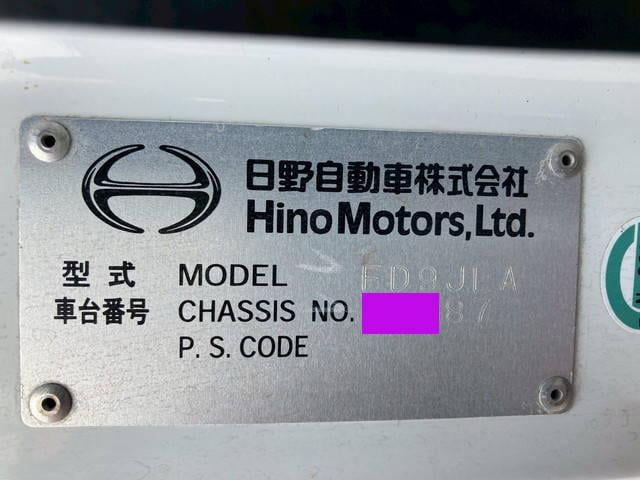 日野自動車株式会社
Hino Motors, Ltd.
型式 MODEL FD9JLA
車台番号 CHASSIS NO. 87
P. S. CODE